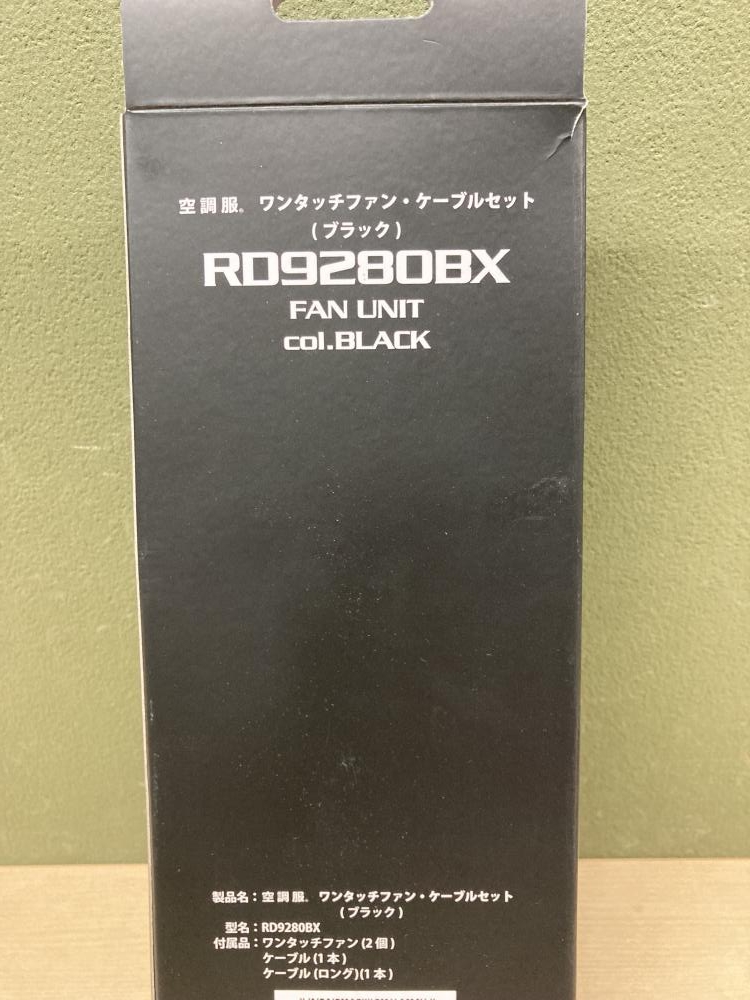 空調服。ワンタッチファン・ケーブルセット
(ブラック)
RD9280BX
FAN UNIT
col.BLACK
製品名：空調服。ワンタッチファン・ケーブルセット
(ブラック)
型名：RD9280BX
付属品：ワンタッチファン(2個)
ケーブル(1本)
ケーブル(ロング)(1本)